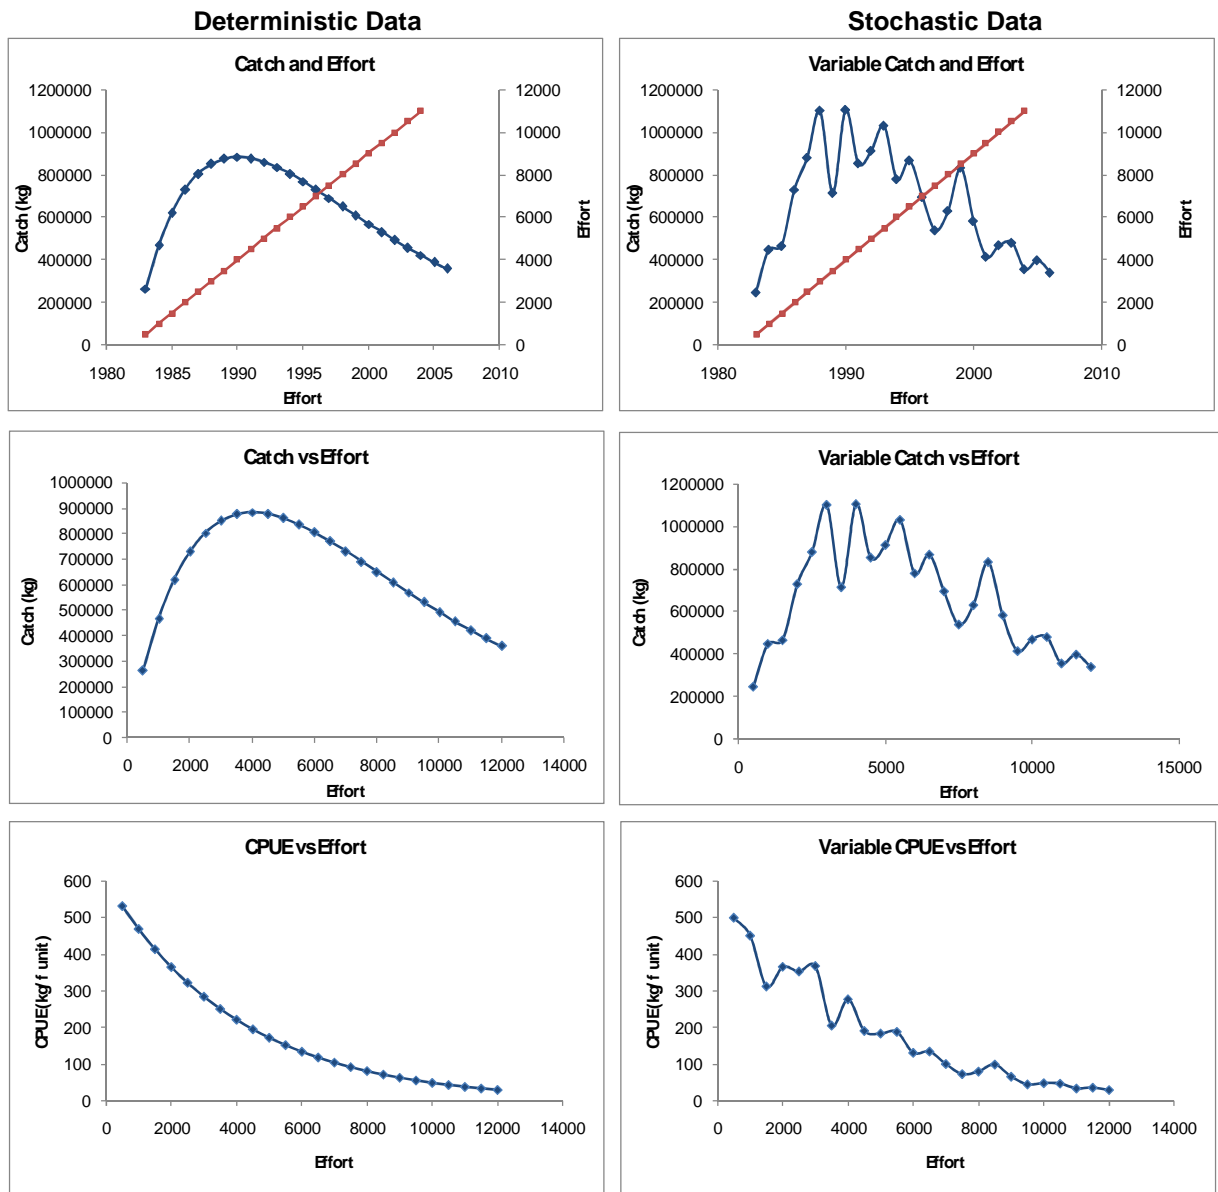 Deterministic Data
Stochastic Data
Catch and Effort
1200000
1000000
800000
600000
400000
200000
0
12000
10000
8000
6000
4000
2000
0
Catch (kg)
Effort
1980 1985 1990 1995 2000 2005 2010
Effort
Variable Catch and Effort
1200000
1000000
800000
600000
400000
200000
0
12000
10000
8000
6000
4000
2000
0
Catch (kg)
Effort
1980 1990 2000 2010
Effort
Catch vs Effort
1000000
900000
800000
700000
600000
500000
400000
300000
200000
100000
0
Catch (kg)
0 2000 4000 6000 8000 10000 12000 14000
Effort
Variable Catch vs Effort
1200000
1000000
800000
600000
400000
200000
0
Catch (kg)
0 5000 10000 15000
Effort
CPUE vs Effort
600
500
400
300
200
100
0
CPUE (kg/f unit)
0 2000 4000 6000 8000 10000 12000 14000
Effort
Variable CPUE vs Effort
600
500
400
300
200
100
0
CPUE (kg/f unit)
0 2000 4000 6000 8000 10000 12000 14000
Effort